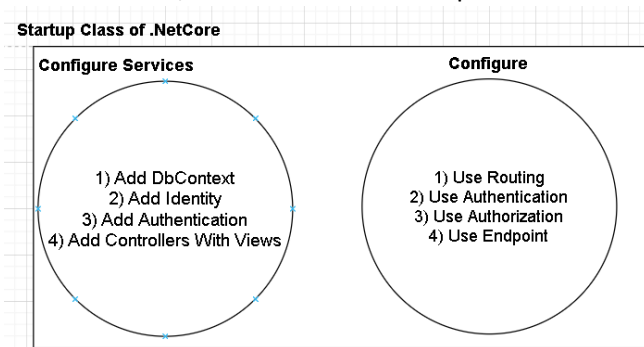 Startup Class of .NetCore
Configure Services
1) Add DbContext
2) Add Identity
3) Add Authentication
4) Add Controllers With Views
Configure
1) Use Routing
2) Use Authentication
3) Use Authorization
4) Use Endpoint